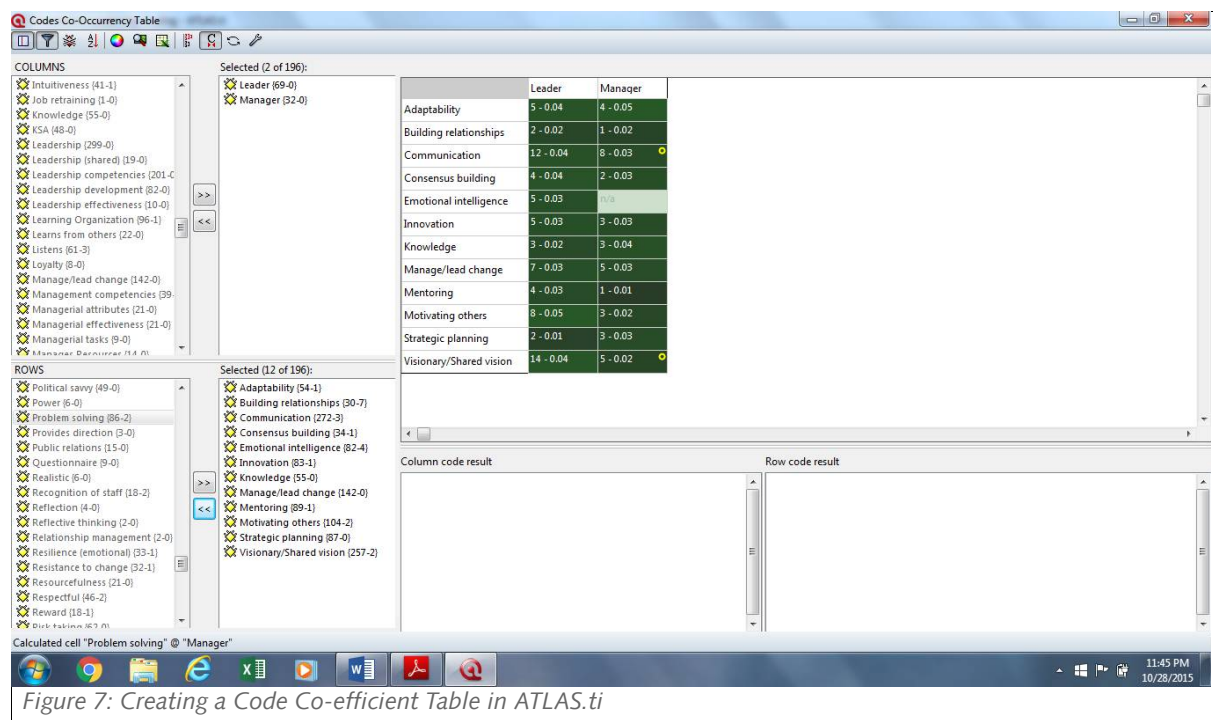 Codes Co-Occurrency Table
COLUMNS
Intuitiveness {41-1}
Job retraining {1-0}
Knowledge {55-0}
KSA {48-0}
Leadership {299-0}
Leadership (shared) {19-0}
Leadership competencies {201-0
Leadership development {82-0}
Leadership effectiveness {10-0}
Learning Organization {96-1}
Learns from others {22-0}
Listens {61-3}
Loyalty {8-0}
Manage/lead change {142-0}
Management competencies {39-
Managerial attributes {21-0}
Managerial effectiveness {21-0}
Managerial tasks {9-0}
Manager Resources {14-0}
>>
<<
Selected (2 of 196):
Leader {69-0}
Manager {32-0}
Leader Manager
Adaptability 5 - 0.04 4 - 0.05
Building relationships 2 - 0.02 1 - 0.02
Communication 12 - 0.04 8 - 0.03
Consensus building 4 - 0.04 2 - 0.03
Emotional intelligence 5 - 0.03 n/a
Innovation 5 - 0.03 3 - 0.03
Knowledge 3 - 0.02 3 - 0.04
Manage/lead change 7 - 0.03 5 - 0.03
Mentoring 4 - 0.03 1 - 0.01
Motivating others 8 - 0.05 3 - 0.02
Strategic planning 2 - 0.01 3 - 0.03
Visionary/Shared vision 14 - 0.04 5 - 0.02
ROWS
Political savvy {49-0}
Power {6-0}
Problem solving {86-2}
Provides direction {3-0}
Public relations {15-0}
Questionnaire {9-0}
Realistic {6-0}
Recognition of staff {18-2}
Reflection {4-0}
Reflective thinking {2-0}
Relationship management {2-0}
Resilience (emotional) {33-1}
Resistance to change {32-1}
Resourcefulness {21-0}
Respectful {46-2}
Reward {18-1}
Risk taking {62-0}
>>
<<
Selected (12 of 196):
Adaptability {54-1}
Building relationships {30-7}
Communication {272-3}
Consensus building {34-1}
Emotional intelligence {82-4}
Innovation {83-1}
Knowledge {55-0}
Manage/lead change {142-0}
Mentoring {89-1}
Motivating others {104-2}
Strategic planning {87-0}
Visionary/Shared vision {257-2}
Column code result
Row code result
Calculated cell "Problem solving" @ "Manager"
11:45 PM
10/28/2015
Figure 7: Creating a Code Co-efficient Table in ATLAS.ti